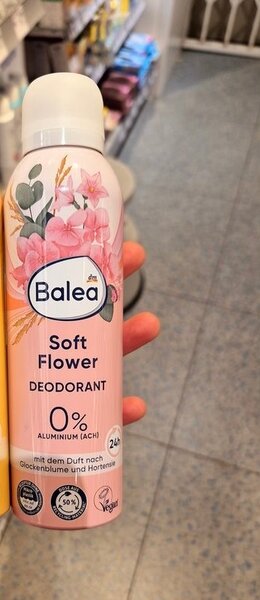 dm
Balea
Soft
Flower
DEODORANT
0%
ALUMINIUM (ACH)
24h
mit dem Duft nach
Glockenblume und Hortensie
50%
Vegan